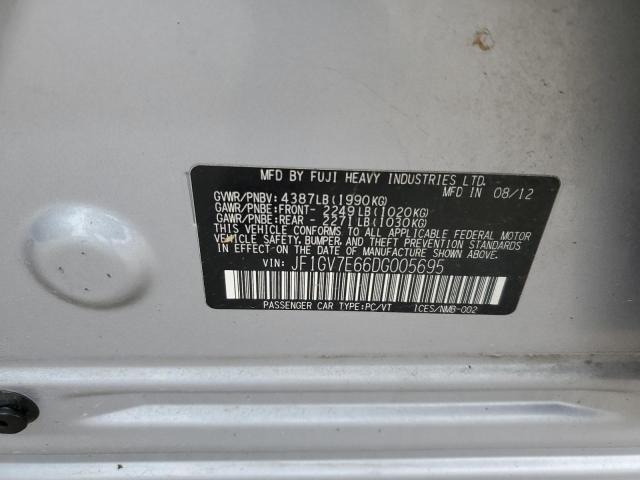 MFD BY FUJI HEAVY INDUSTRIES LTD.
MFD IN 08/12
GVWR/PNBV: 4387LB(1990KG)
GAWR/PNBE:FRONT- 2249LB(1020KG)
GAWR/PNBE:REAR - 2271LB(1030KG)
THIS VEHICLE CONFORMS TO ALL APPLICABLE FEDERAL MOTOR
VEHICLE SAFETY, BUMPER, AND THEFT PREVENTION STANDARDS
IN EFFECT ON THE DATE OF MANUFACTURE SHOWN ABOVE.
VIN: JF1GV7E66DG005695
PASSENGER CAR TYPE:PC/VT ICES/NMB-002